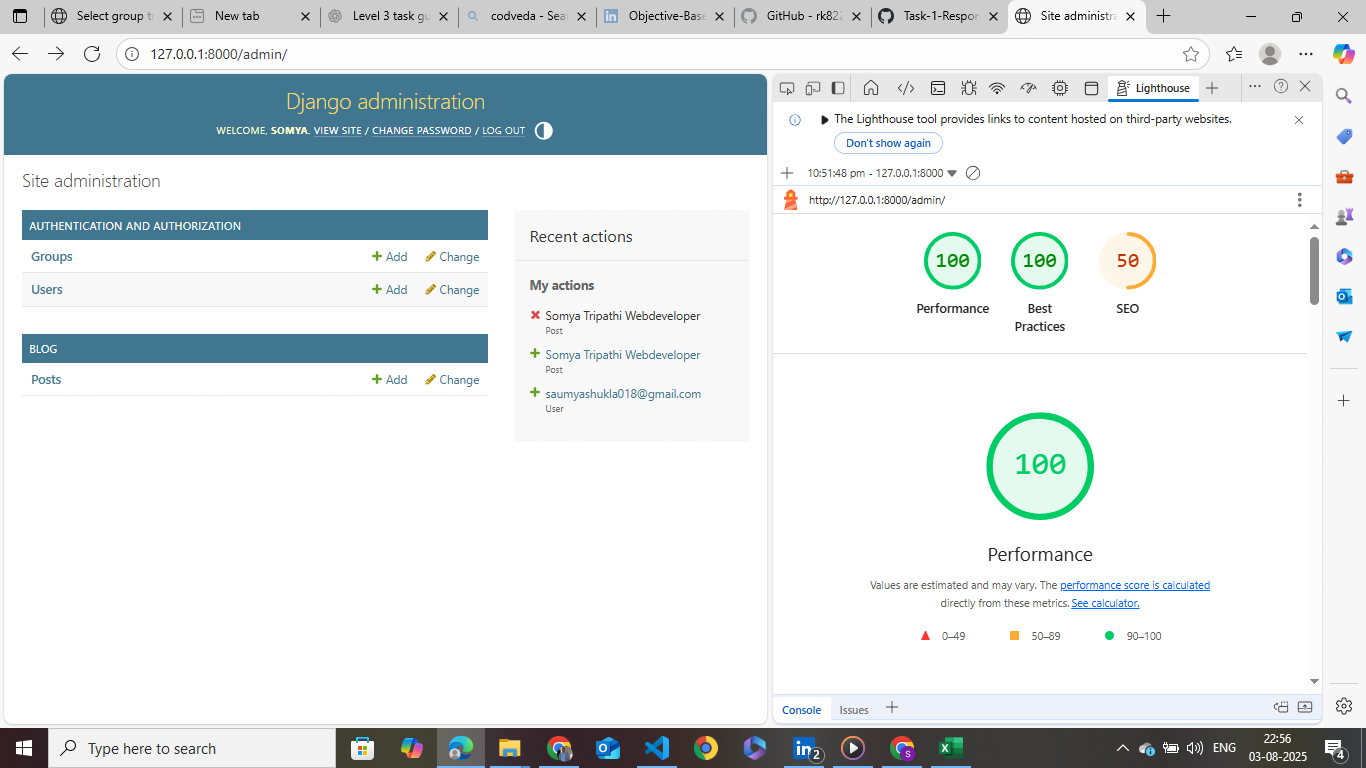 Select group t
New tab
Level 3 task gu
codveda - Sea
Objective-Base
GitHub - rk822
Task-1-Respon
Site administra
127.0.0.1:8000/admin/
Django administration
WELCOME, SOMYA. VIEW SITE / CHANGE PASSWORD / LOG OUT
Site administration
AUTHENTICATION AND AUTHORIZATION
Groups Add Change
Users Add Change
BLOG
Posts Add Change
Recent actions
My actions
Somya Tripathi Webdeveloper
Post
Somya Tripathi Webdeveloper
Post
saumyashukla018@gmail.com
User
Lighthouse
The Lighthouse tool provides links to content hosted on third-party websites.
Don't show again
10:51:48 pm - 127.0.0.1:8000
http://127.0.0.1:8000/admin/
100 100 50
Performance Best Practices SEO
100
Performance
Values are estimated and may vary. The performance score is calculated
directly from these metrics. See calculator.
0–49 50–89 90–100
Console Issues
Type here to search
2
S
ENG
22:56
03-08-2025
4